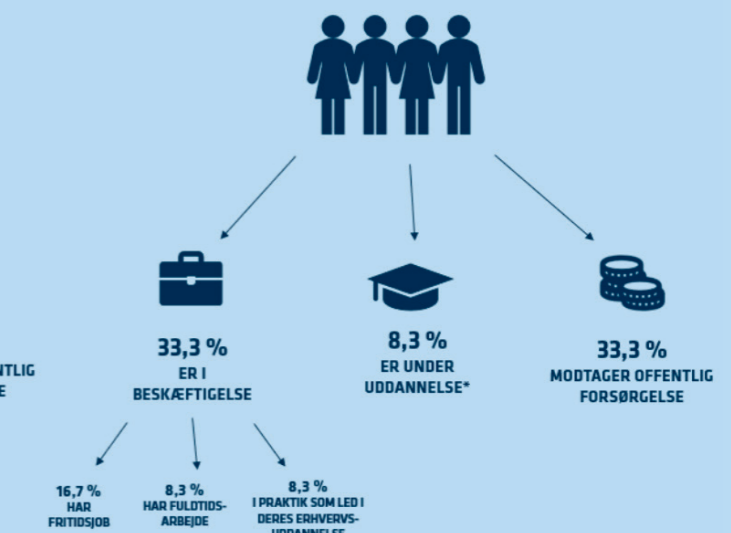 33,3 %
ER I
BESKÆFTIGELSE
8,3 %
ER UNDER
UDDANNELSE*
33,3 %
MODTAGER OFFENTLIG
FORSØRGELSE
16,7 %
HAR
FRITIDSJOB
8,3 %
HAR FULDTIDS-
ARBEJDE
8,3 %
I PRAKTIK SOM LED I
DERES ERHVERVS-
UDDANNELSE